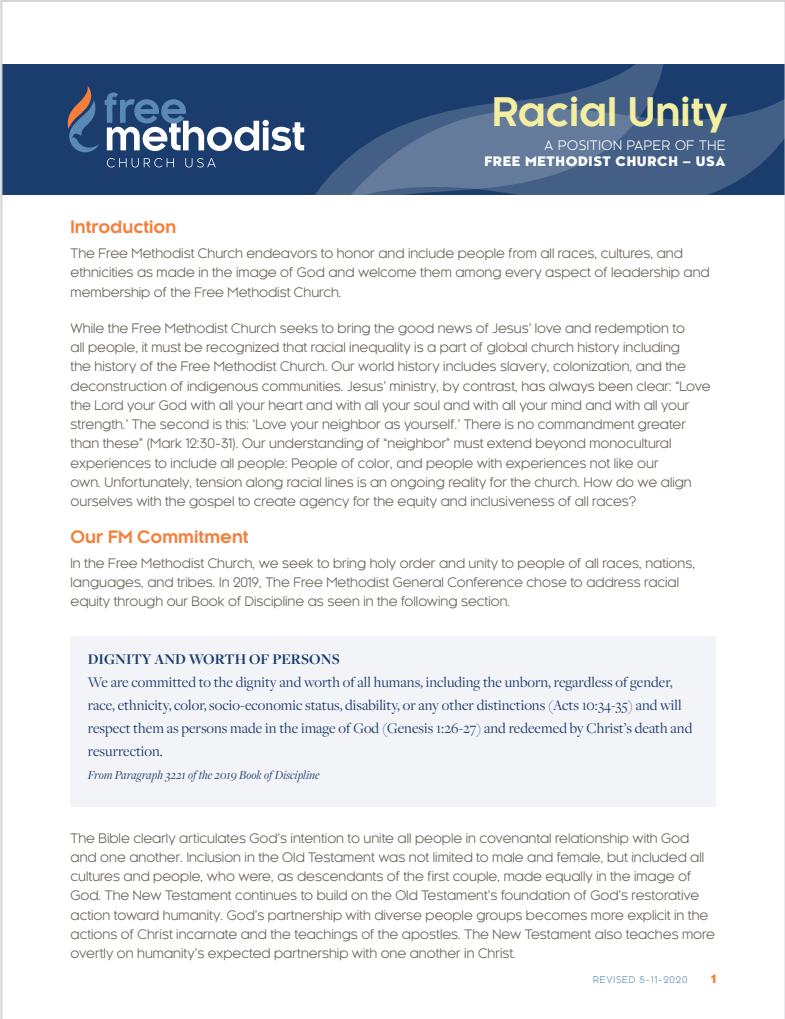 free
methodist
CHURCH USA
Racial Unity
A POSITION PAPER OF THE
FREE METHODIST CHURCH – USA
Introduction
The Free Methodist Church endeavors to honor and include people from all races, cultures, and
ethnicities as made in the image of God and welcome them among every aspect of leadership and
membership of the Free Methodist Church.
While the Free Methodist Church seeks to bring the good news of Jesus’ love and redemption to
all people, it must be recognized that racial inequality is a part of global church history including
the history of the Free Methodist Church. Our world history includes slavery, colonization, and the
deconstruction of indigenous communities. Jesus’ ministry, by contrast, has always been clear: “Love
the Lord your God with all your heart and with all your soul and with all your mind and with all your
strength.’ The second is this: ‘Love your neighbor as yourself.’ There is no commandment greater
than these” (Mark 12:30-31). Our understanding of “neighbor” must extend beyond monocultural
experiences to include all people: People of color, and people with experiences not like our
own. Unfortunately, tension along racial lines is an ongoing reality for the church. How do we align
ourselves with the gospel to create agency for the equity and inclusiveness of all races?
Our FM Commitment
In the Free Methodist Church, we seek to bring holy order and unity to people of all races, nations,
languages, and tribes. In 2019, The Free Methodist General Conference chose to address racial
equity through our Book of Discipline as seen in the following section.
DIGNITY AND WORTH OF PERSONS
We are committed to the dignity and worth of all humans, including the unborn, regardless of gender,
race, ethnicity, color, socio-economic status, disability, or any other distinctions (Acts 10:34-35) and will
respect them as persons made in the image of God (Genesis 1:26-27) and redeemed by Christ’s death and
resurrection.
From Paragraph 3221 of the 2019 Book of Discipline
The Bible clearly articulates God’s intention to unite all people in covenantal relationship with God
and one another. Inclusion in the Old Testament was not limited to male and female, but included all
cultures and people, who were, as descendants of the first couple, made equally in the image of
God. The New Testament continues to build on the Old Testament’s foundation of God’s restorative
action toward humanity. God’s partnership with diverse people groups becomes more explicit in the
actions of Christ incarnate and the teachings of the apostles. The New Testament also teaches more
overtly on humanity’s expected partnership with one another in Christ.
REVISED 5-11-2020 1